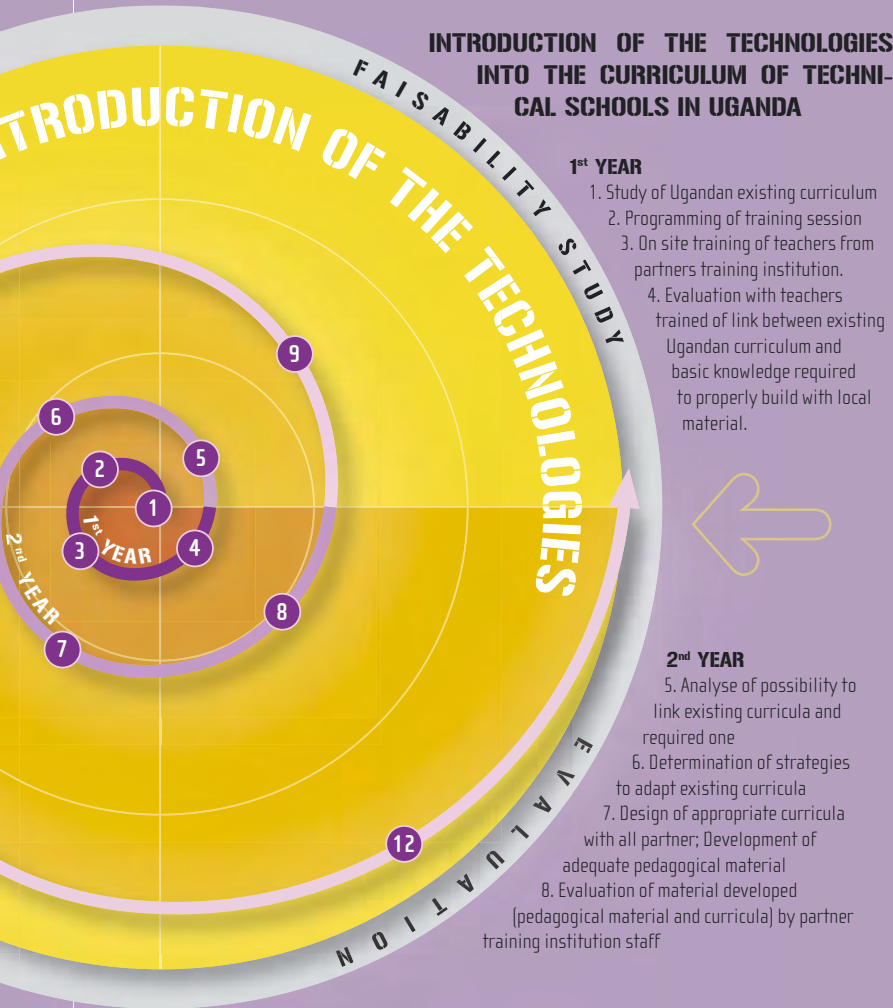 INTRODUCTION OF THE TECHNOLOGIES
INTO THE CURRICULUM OF TECHNI-
CAL SCHOOLS IN UGANDA
FAISABILITY STUDY
TRODUCTION OF THE TECHNOLOGIES
1st YEAR
1. Study of Ugandan existing curriculum
2. Programming of training session
3. On site training of teachers from
partners training institution.
4. Evaluation with teachers
trained of link between existing
Ugandan curriculum and
basic knowledge required
to properly build with local
material.
9
6
5
2
1
3
4
1st YEAR
2nd YEAR
8
7
12
EVALUATION
2nd YEAR
5. Analyse of possibility to
link existing curricula and
required one
6. Determination of strategies
to adapt existing curricula
7. Design of appropriate curricula
with all partner; Development of
adequate pedagogical material
8. Evaluation of material developed
(pedagogical material and curricula) by partner
training institution staff